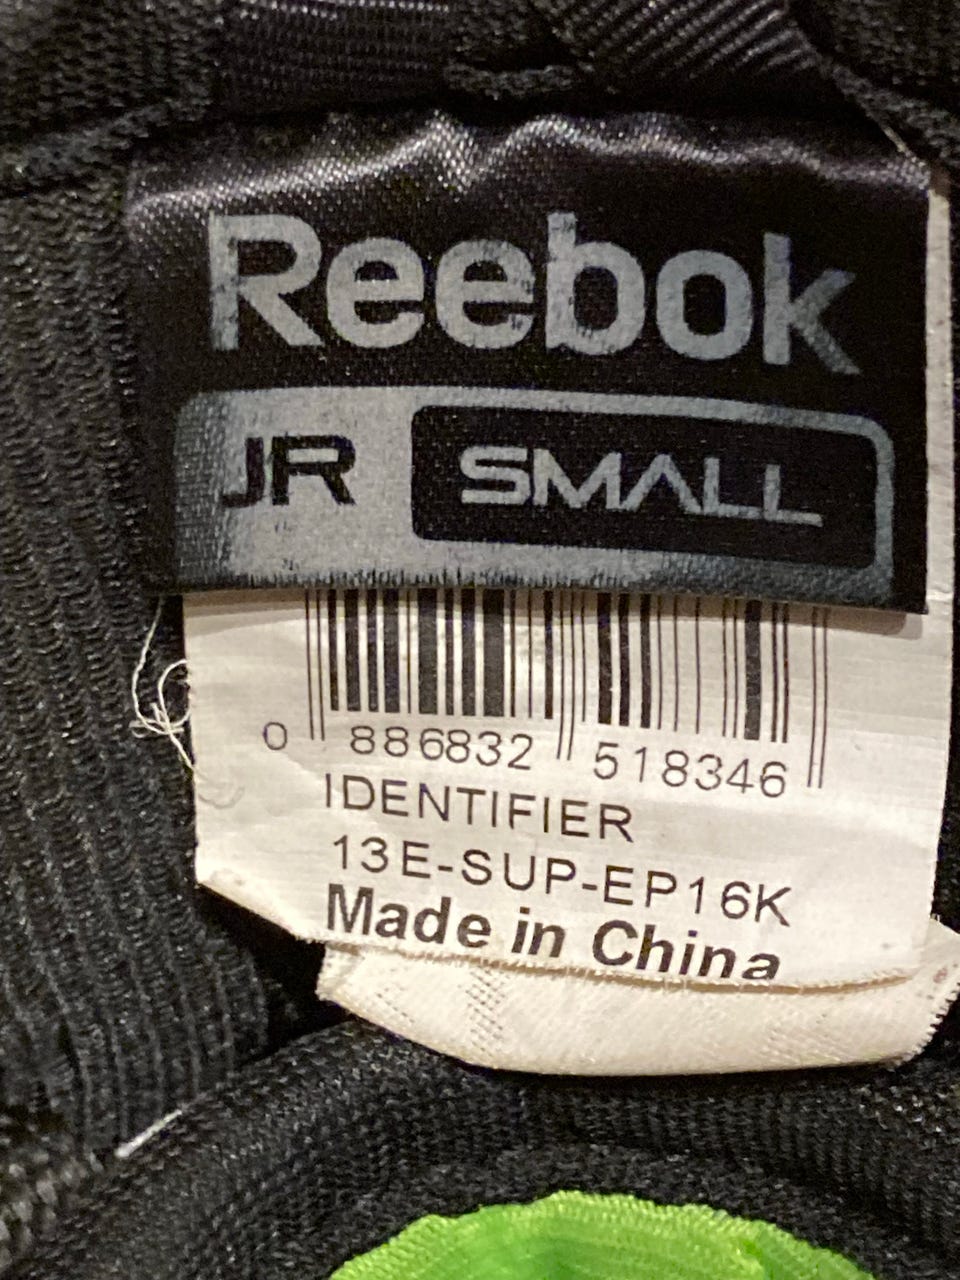 Reebok
JR SMALL
0 886832 518346
IDENTIFIER
13E-SUP-EP16K
Made in China